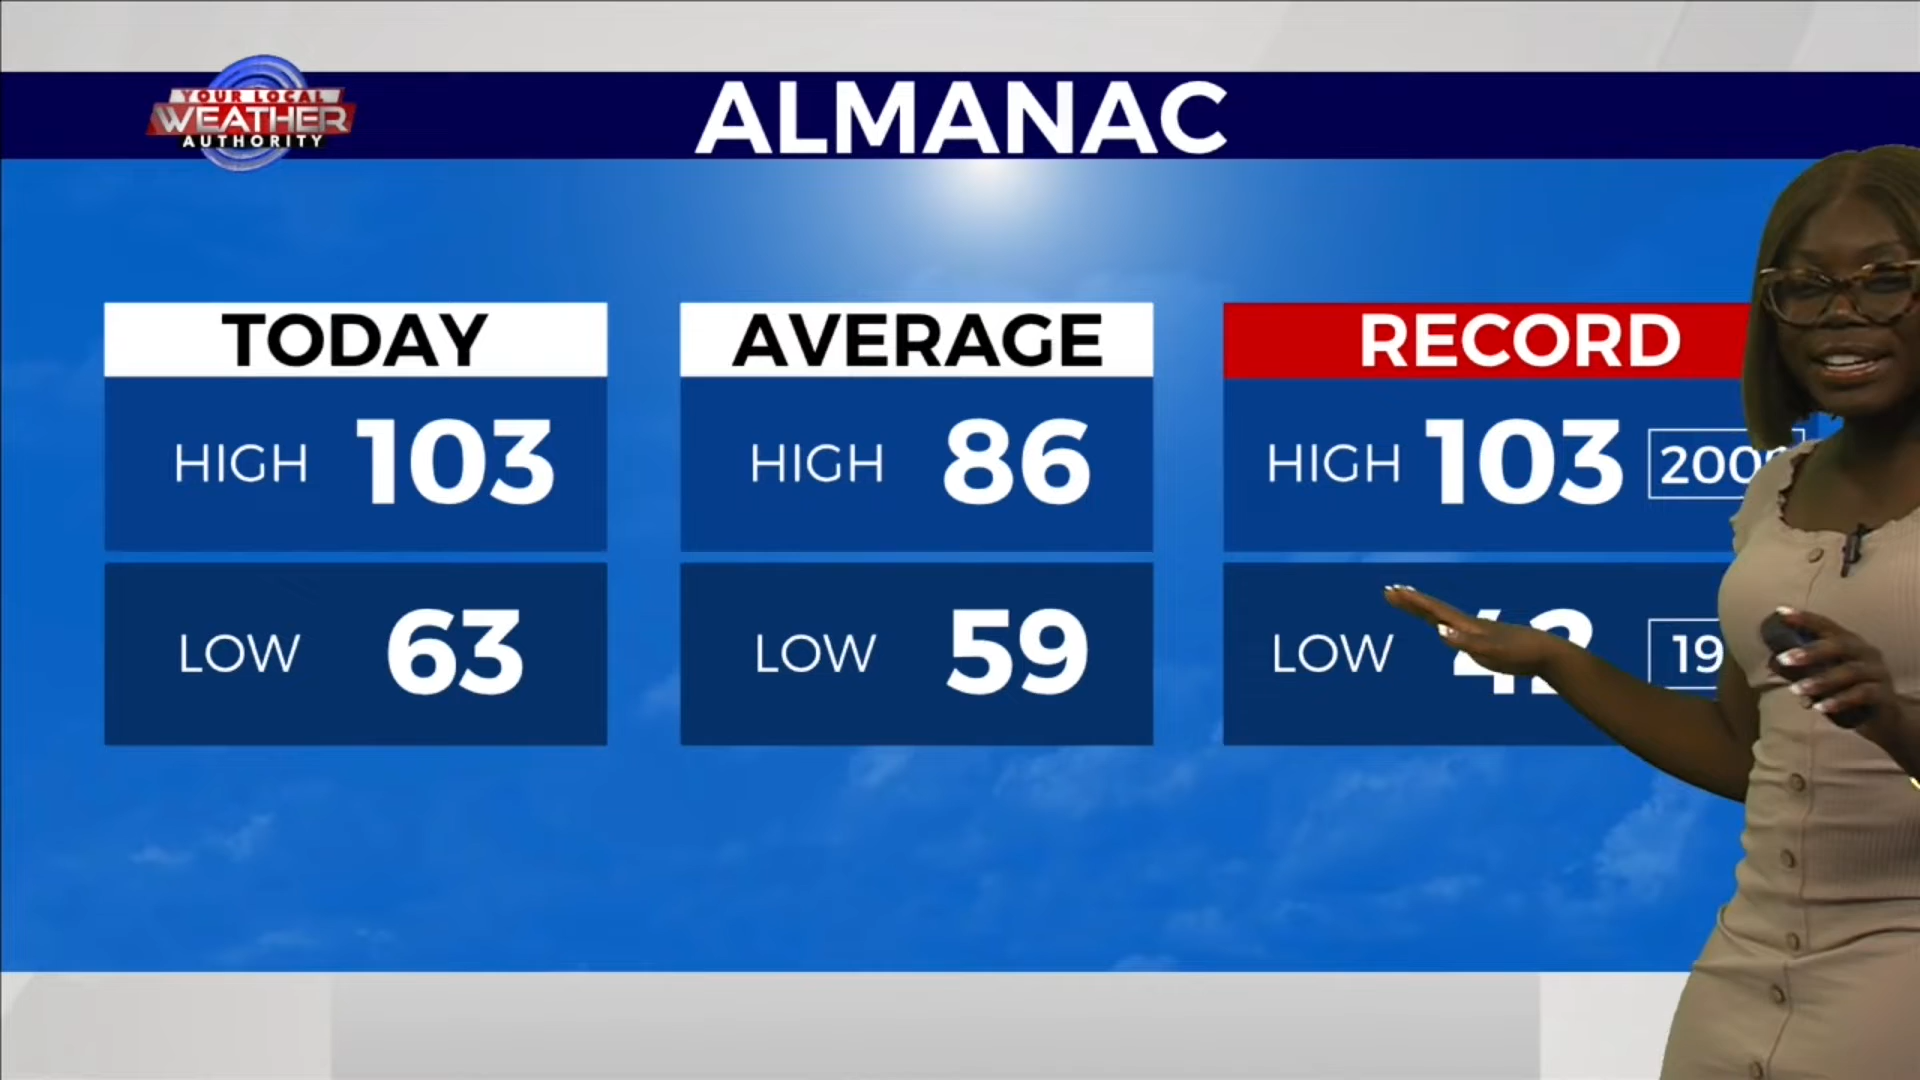 YOUR LOCAL
WEATHER
AUTHORITY
ALMANAC
TODAY
HIGH 103
LOW 63
AVERAGE
HIGH 86
LOW 59
RECORD
HIGH 103
LOW